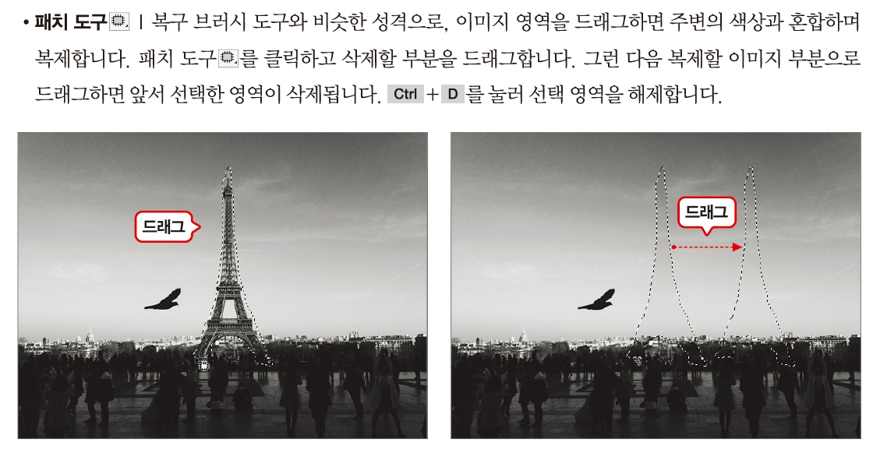 • 패치 도구 | 복구 브러시 도구와 비슷한 성격으로, 이미지 영역을 드래그하면 주변의 색상과 혼합하며
복제합니다. 패치 도구를 클릭하고 삭제할 부분을 드래그합니다. 그런 다음 복제할 이미지 부분으로
드래그하면 앞서 선택한 영역이 삭제됩니다. Ctrl + D 를 눌러 선택 영역을 해제합니다.
드래그
드래그